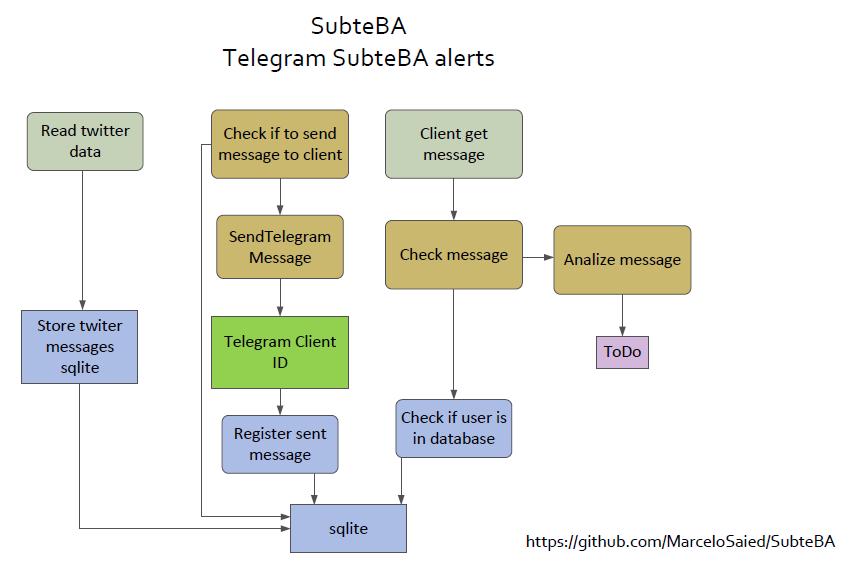 SubteBA
Telegram SubteBA alerts
Read twitter
data
Check if to send
message to client
Client get
message
SendTelegram
Message
Check message
Analize message
Store twiter
messages
sqlite
Telegram Client
ID
ToDo
Register sent
message
Check if user is
in database
sqlite
https://github.com/MarceloSaied/SubteBA